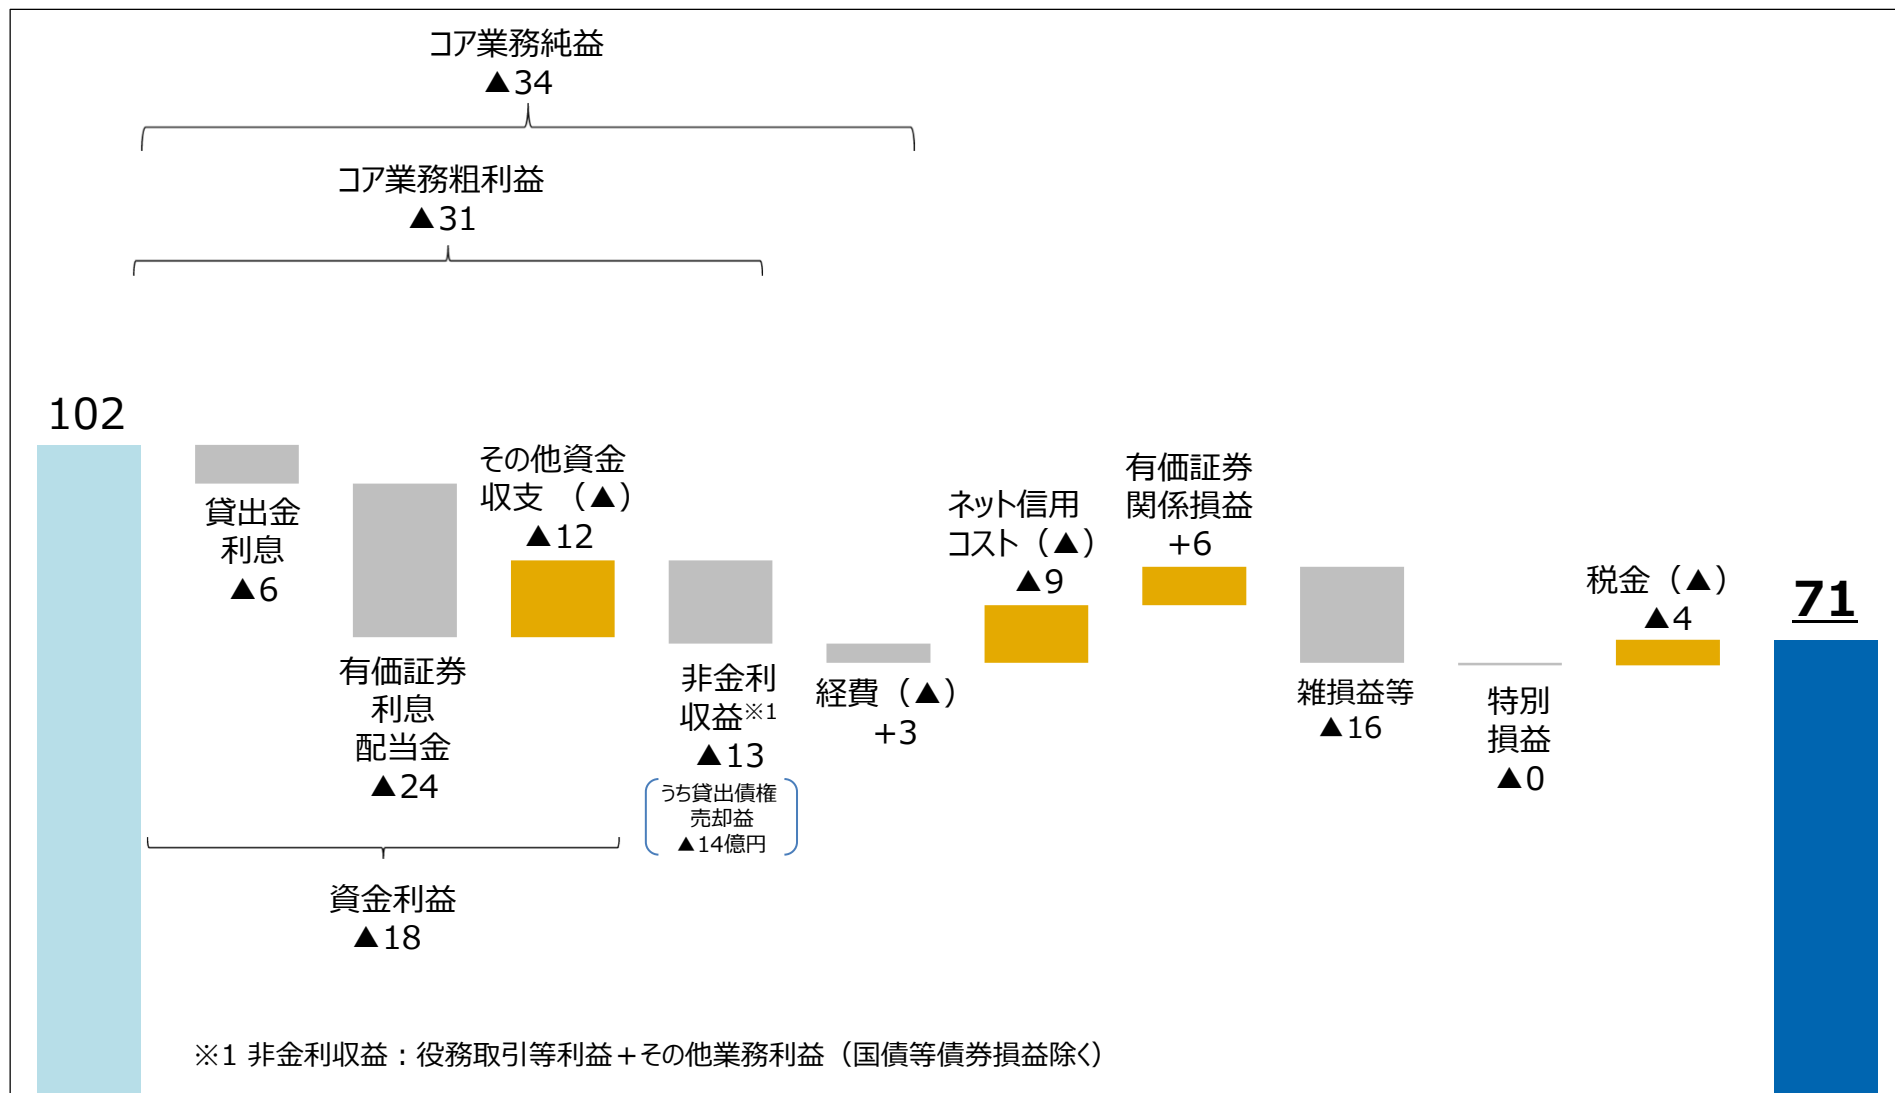 コア業務純益
▲34
コア業務粗利益
▲31
102
貸出金
利息
▲6
有価証券
利息
配当金
▲24
その他資金
収支 (▲)
▲12
資金利益
▲18
非金利
収益※1
▲13
うち貸出債権
売却益
▲14億円
経費 (▲)
+3
ネット信用
コスト (▲)
▲9
有価証券
関係損益
+6
雑損益等
▲16
特別
損益
▲0
税金 (▲)
▲4
71
※1 非金利収益:役務取引等利益+その他業務利益(国債等債券損益除く)